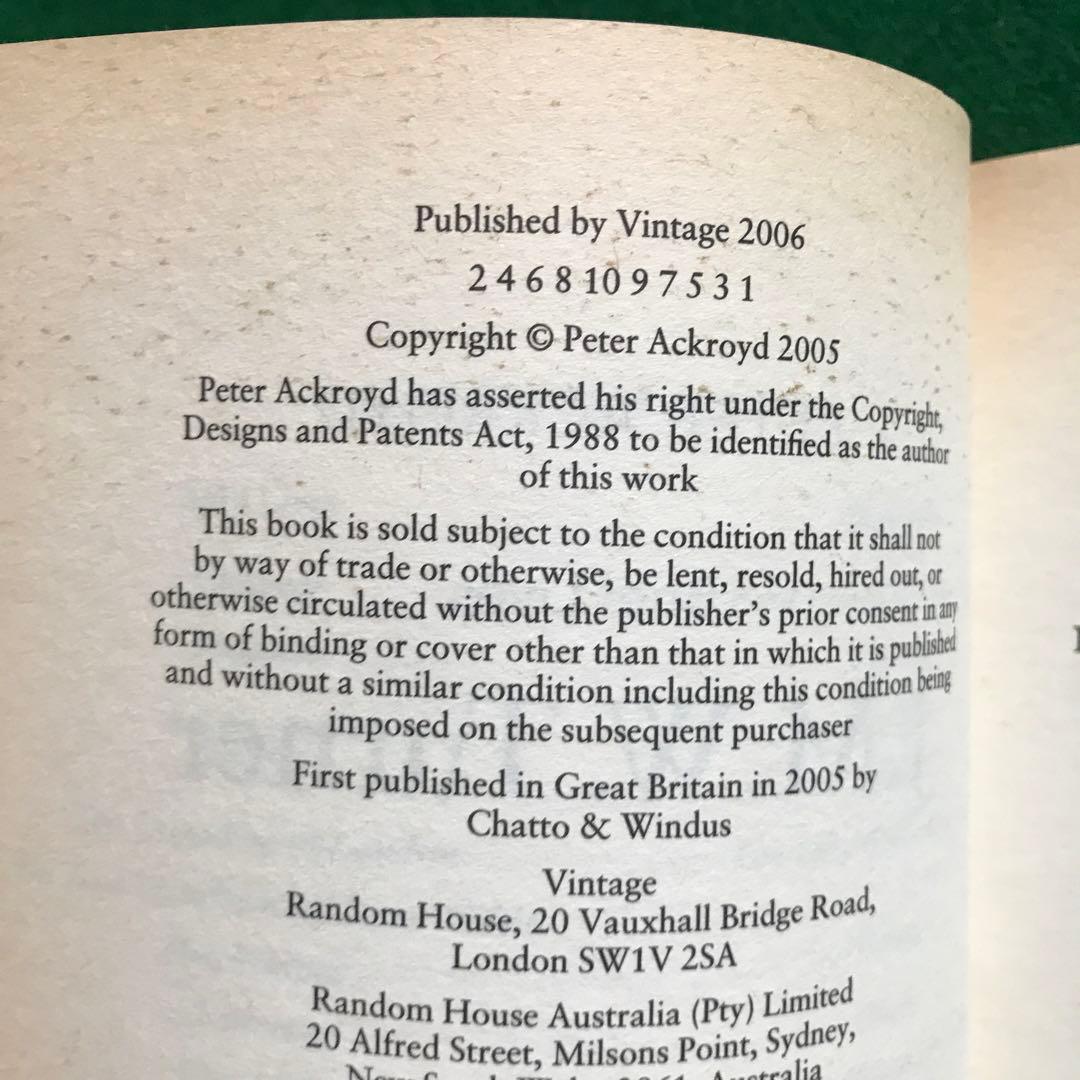 Published by Vintage 2006
2 4 6 8 10 9 7 5 3 1
Copyright © Peter Ackroyd 2005
Peter Ackroyd has asserted his right under the Copyright,
Designs and Patents Act, 1988 to be identified as the author
of this work
This book is sold subject to the condition that it shall not
by way of trade or otherwise, be lent, resold, hired out, or
otherwise circulated without the publisher's prior consent in any
form of binding or cover other than that in which it is published
and without a similar condition including this condition being
imposed on the subsequent purchaser
First published in Great Britain in 2005 by
Chatto & Windus
Vintage
Random House, 20 Vauxhall Bridge Road,
London SW1V 2SA
Random House Australia (Pty) Limited
20 Alfred Street, Milsons Point, Sydney,
Australia